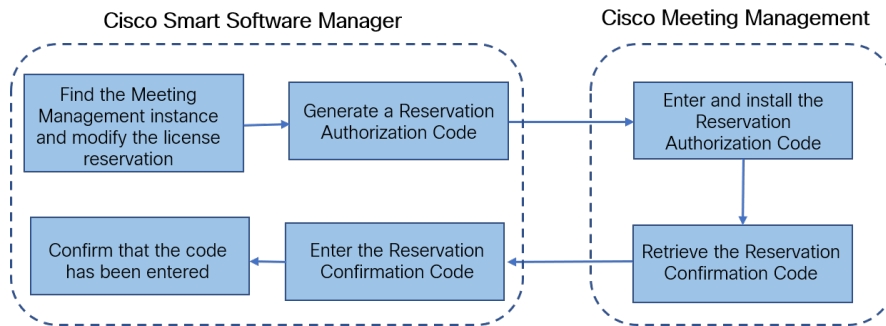 Cisco Smart Software Manager
Cisco Meeting Management
Find the Meeting
Management instance
and modify the license
reservation
Generate a Reservation
Authorization Code
Enter and install the
Reservation
Authorization Code
Retrieve the Reservation
Confirmation Code
Enter the Reservation
Confirmation Code
Confirm that the code
has been entered